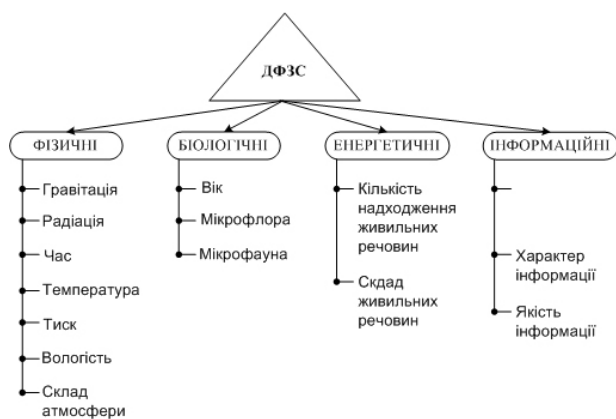 ДФЗС
ФІЗИЧНІ
Гравітація
Радіація
Час
Температура
Тиск
Вологість
Склад
атмосфери
БІОЛОГІЧНІ
Вік
Мікрофлора
Мікрофауна
ЕНЕРГЕТИЧНІ
Кількість
надходження
живильних
речовин
Скдад
живильних
речовин
ІНФОРМАЦІЙНІ
Характер
інформації
Якість
інформації